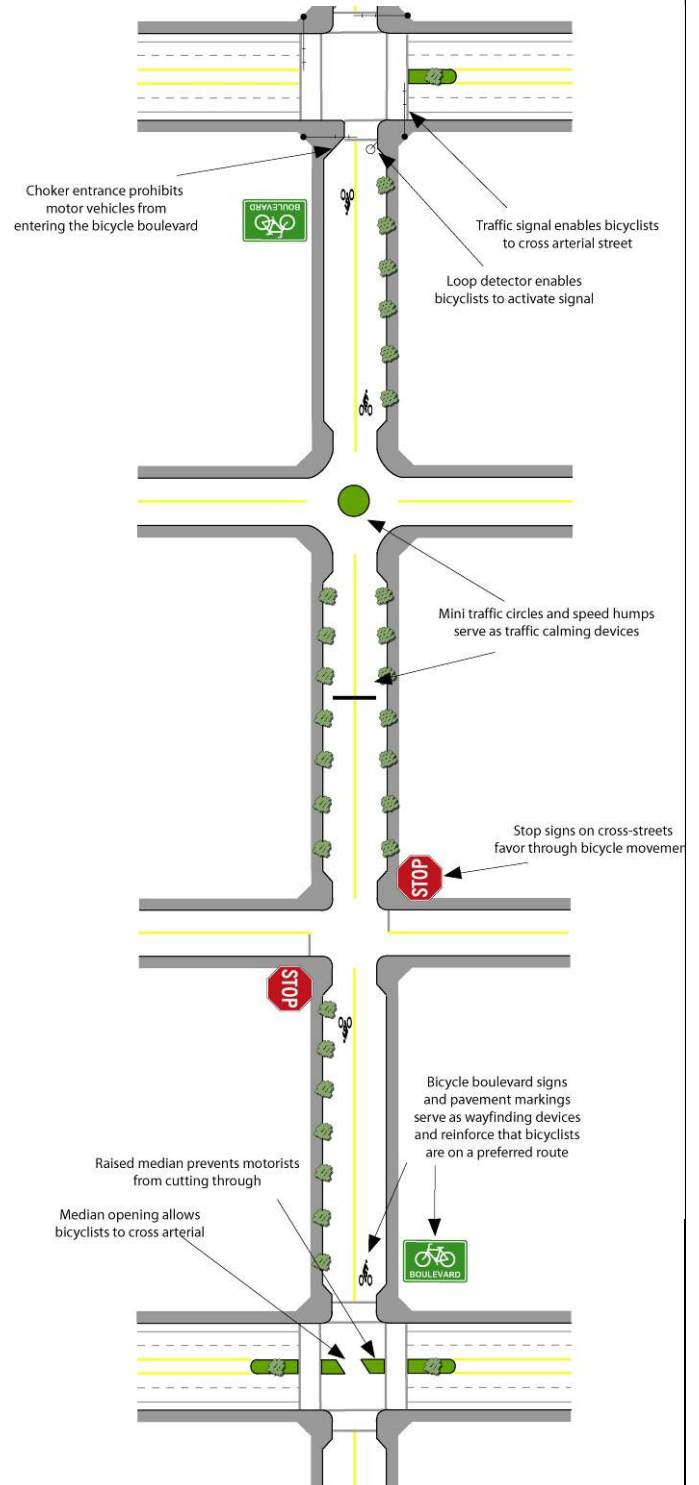 Choker entrance prohibits
motor vehicles from
entering the bicycle boulevard
BOULEVARD
Traffic signal enables bicyclists
to cross arterial street
Loop detector enables
bicyclists to activate signal
Mini traffic circles and speed humps
serve as traffic calming devices
Stop signs on cross-streets
favor through bicycle movemen
STOP
STOP
Bicycle boulevard signs
and pavement markings
serve as wayfinding devices
and reinforce that bicyclists
are on a preferred route
Raised median prevents motorists
from cutting through
Median opening allows
bicyclists to cross arterial
BOULEVARD